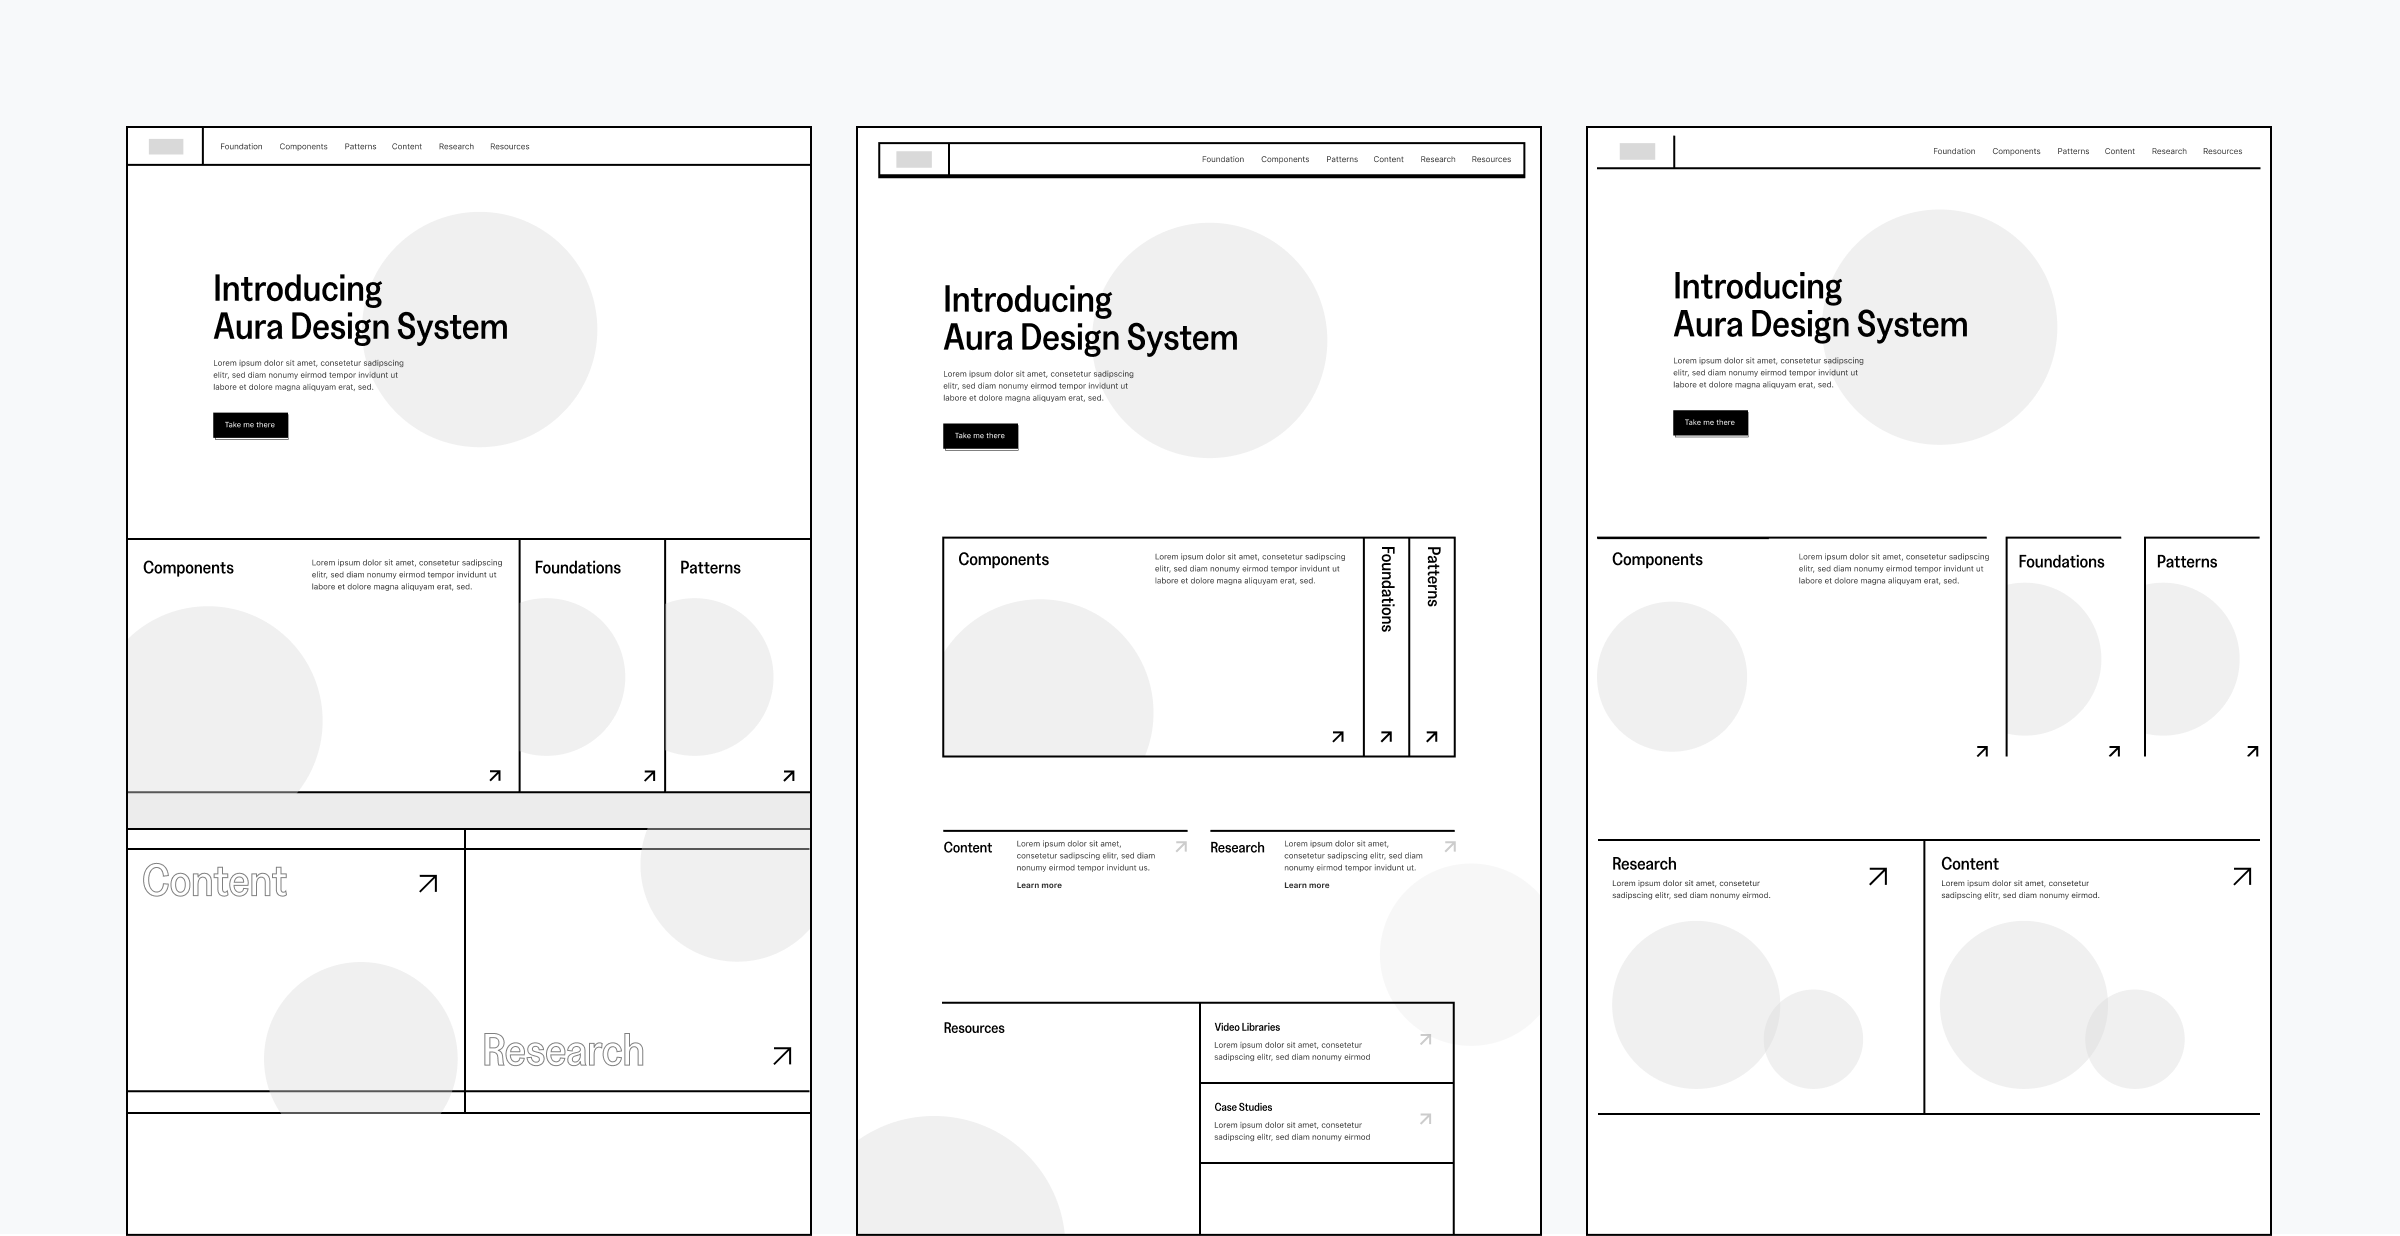 Foundation Components Patterns Content Research Resources
Introducing
Aura Design System
Lorem ipsum dolor sit amet, consetetur sadipscing
elitr, sed diam nonumy eirmod tempor invidunt ut
labore et dolore magna aliquyam erat, sed.
Take me there
Components
Lorem ipsum dolor sit amet, consetetur sadipscing
elitr, sed diam nonumy eirmod tempor invidunt ut
labore et dolore magna aliquyam erat, sed.
Foundations
Patterns
Content
Research
Foundation Components Patterns Content Research Resources
Introducing
Aura Design System
Lorem ipsum dolor sit amet, consetetur sadipscing
elitr, sed diam nonumy eirmod tempor invidunt ut
labore et dolore magna aliquyam erat, sed.
Take me there
Components
Lorem ipsum dolor sit amet, consetetur sadipscing
elitr, sed diam nonumy eirmod tempor invidunt ut
labore et dolore magna aliquyam erat, sed.
Foundations
Patterns
Content
Lorem ipsum dolor sit amet,
consetetur sadipscing elitr, sed diam
nonumy eirmod tempor invidunt us.
Learn more
Research
Lorem ipsum dolor sit amet,
consetetur sadipscing elitr, sed diam
nonumy eirmod tempor invidunt ut.
Learn more
Resources
Video Libraries
Lorem ipsum dolor sit amet, consetetur
sadipscing elitr, sed diam nonumy eirmod
Case Studies
Lorem ipsum dolor sit amet, consetetur
sadipscing elitr, sed diam nonumy eirmod
Foundation Components Patterns Content Research Resources
Introducing
Aura Design System
Lorem ipsum dolor sit amet, consetetur sadipscing
elitr, sed diam nonumy eirmod tempor invidunt ut
labore et dolore magna aliquyam erat, sed.
Take me there
Components
Lorem ipsum dolor sit amet, consetetur sadipscing
elitr, sed diam nonumy eirmod tempor invidunt ut
labore et dolore magna aliquyam erat, sed.
Foundations
Patterns
Research
Lorem ipsum dolor sit amet, consetetur
sadipscing elitr, sed diam nonumy eirmod.
Content
Lorem ipsum dolor sit amet, consetetur
sadipscing elitr, sed diam nonumy eirmod.